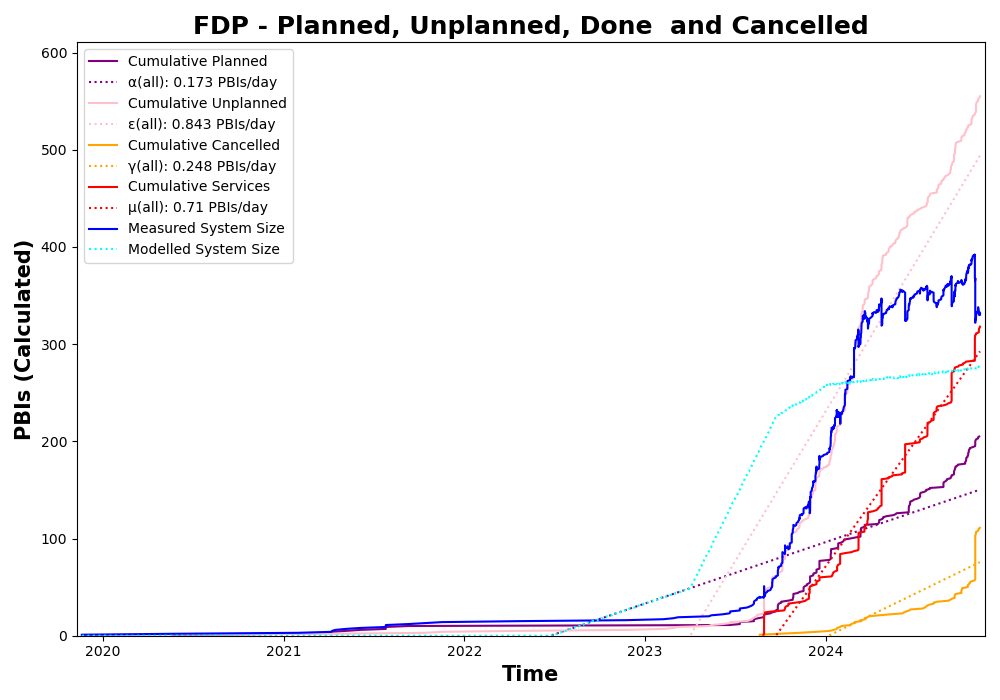 FDP - Planned, Unplanned, Done  and Cancelled
600
500
400
300
200
100
0
PBIs (Calculated)
Cumulative Planned
α(all): 0.173 PBIs/day
Cumulative Unplanned
ε(all): 0.843 PBIs/day
Cumulative Cancelled
γ(all): 0.248 PBIs/day
Cumulative Services
μ(all): 0.71 PBIs/day
Measured System Size
Modelled System Size
2020 2021 2022 2023 2024
Time